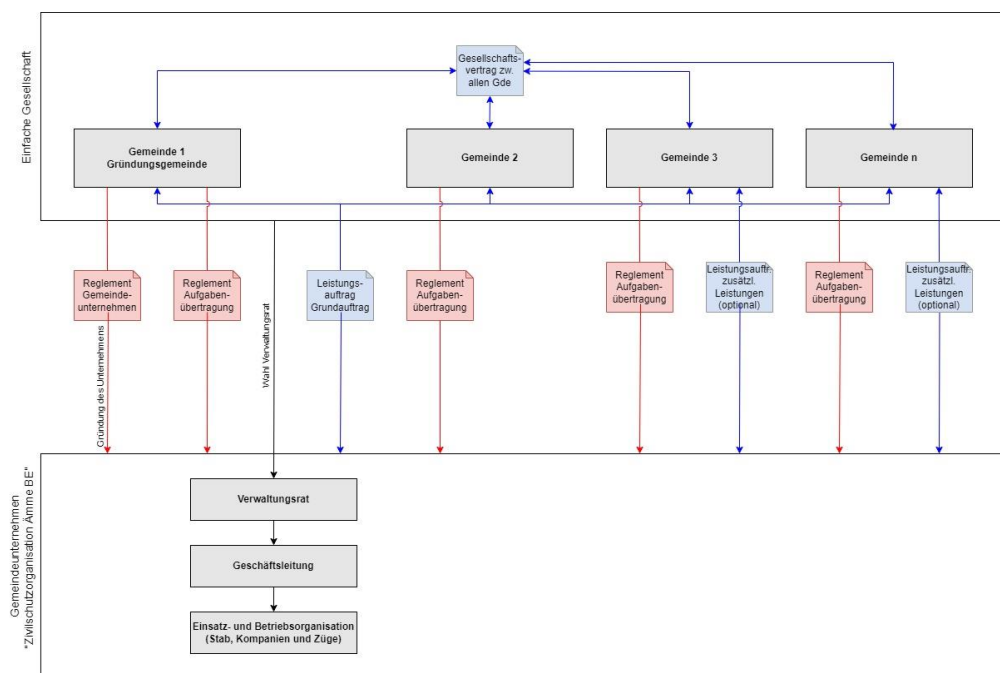 Einfache Gesellschaft
Gesellschafts-
vertrag zw.
allen Gde
Gemeinde 1
Gründungsgemeinde
Gemeinde 2
Gemeinde 3
Gemeinde n
Reglement
Gemeinde-
unternehmen
Reglement
Aufgaben-
übertragung
Leistungs-
auftrag
Grundauftrag
Reglement
Aufgaben-
übertragung
Reglement
Aufgaben-
übertragung
Leistungsauftr.
zusätzl.
Leistungen
(optional)
Reglement
Aufgaben-
übertragung
Leistungsauftr.
zusätzl.
Leistungen
(optional)
Gründung des Unternehmens
Wahl Verwaltungsrat
Gemeindeunternehmen
"Zivilschutzorganisation Ämme BE"
Verwaltungsrat
Geschäftsleitung
Einsatz- und Betriebsorganisation
(Stab, Kompanien und Züge)